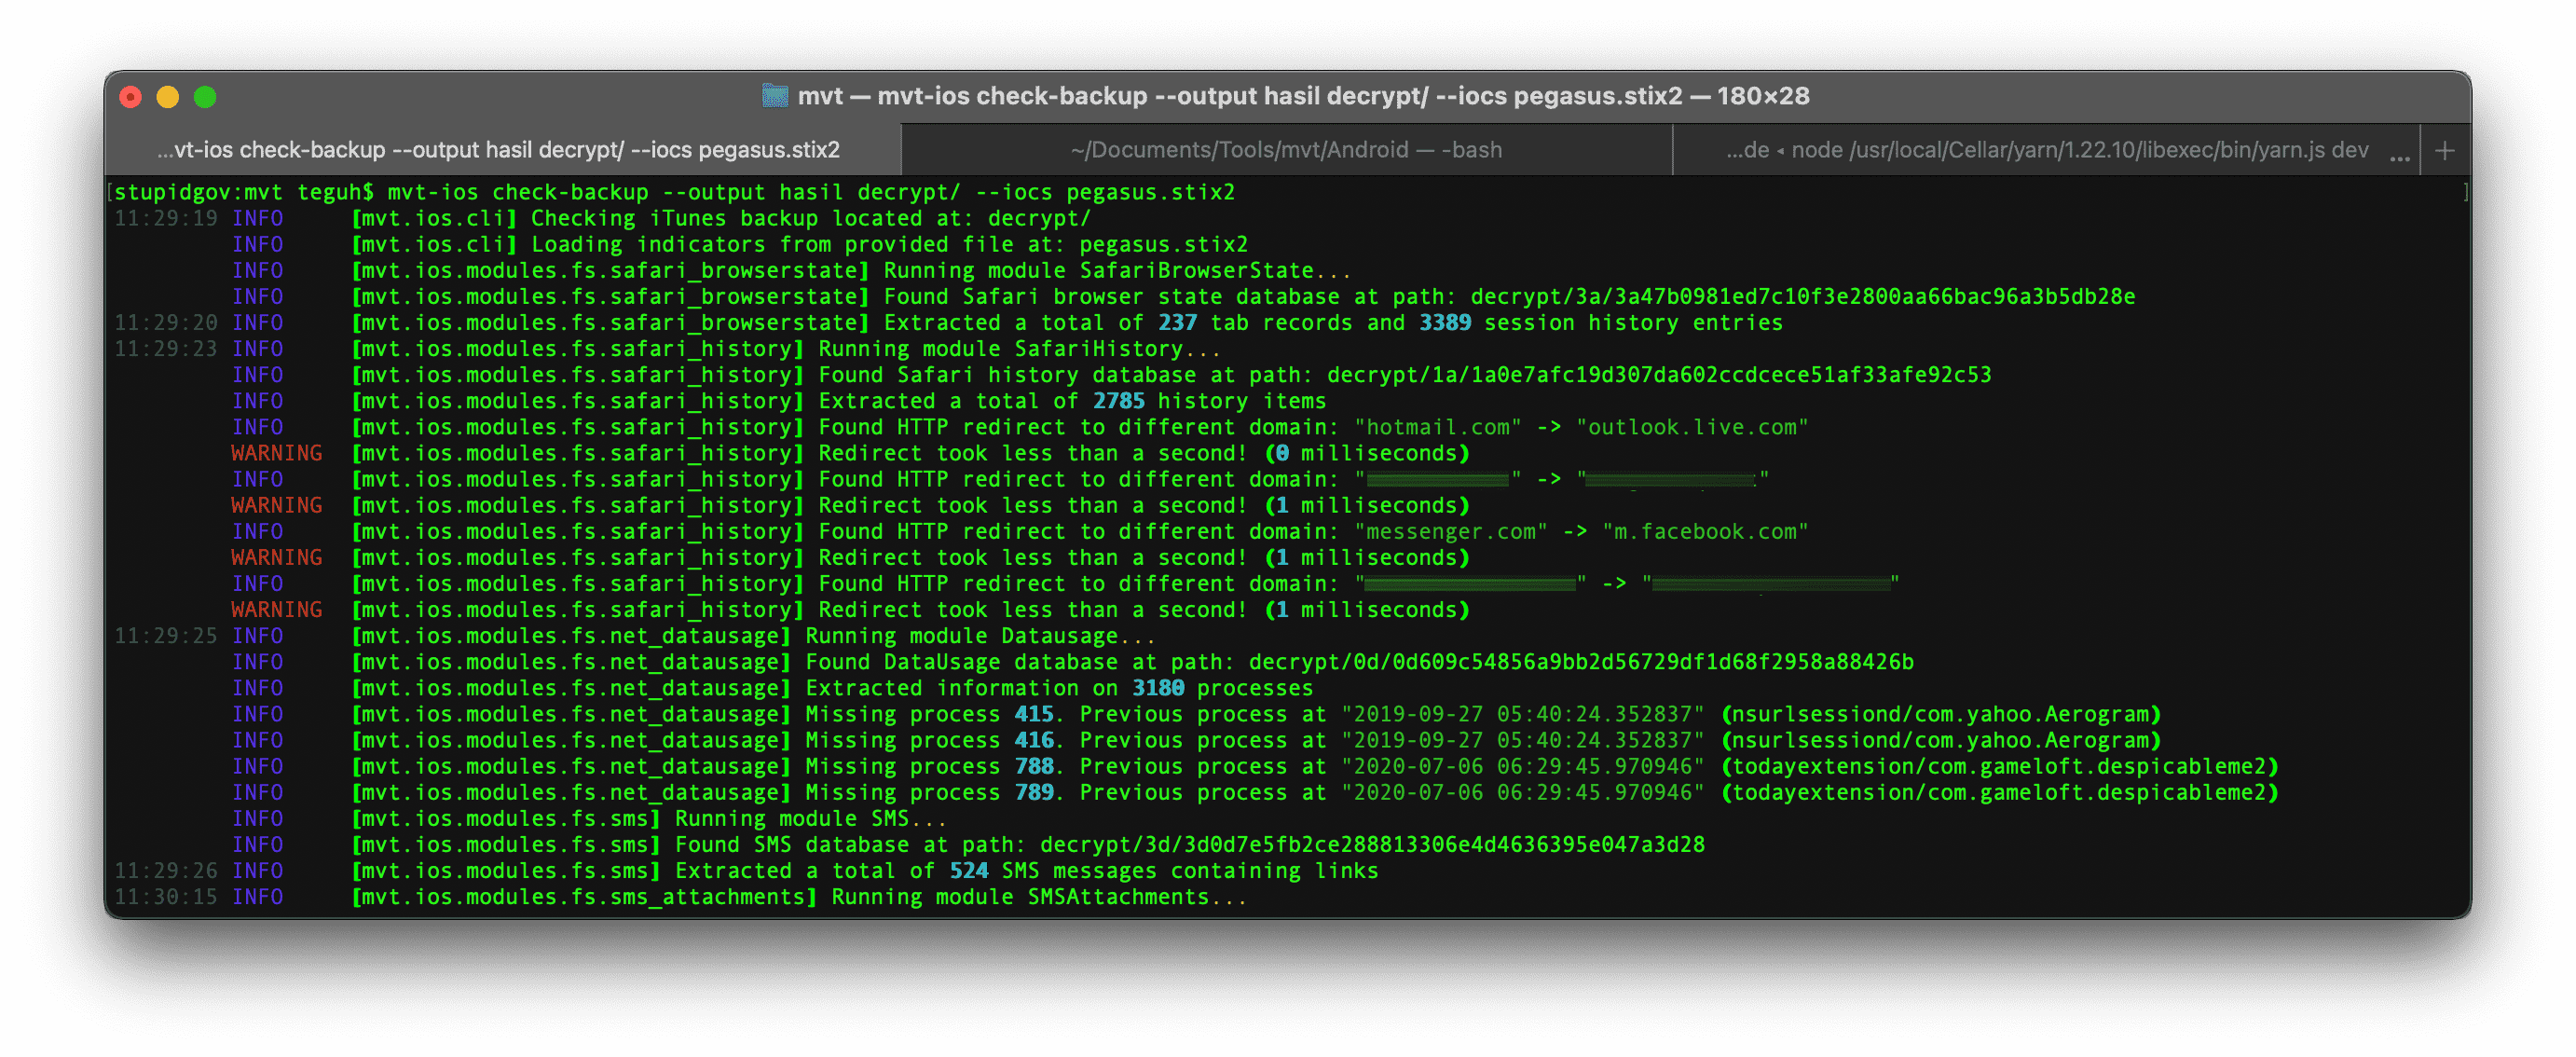 mvt — mvt-ios check-backup --output hasil decrypt/ --iocs pegasus.stix2 — 180×28
...vt-ios check-backup --output hasil decrypt/ --iocs pegasus.stix2 ~/Documents/Tools/mvt/Android — -bash ...de ◂ node /usr/local/Cellar/yarn/1.22.10/libexec/bin/yarn.js dev ... +
[stupidgov:mvt teguh$ mvt-ios check-backup --output hasil decrypt/ --iocs pegasus.stix2 ]
11:29:19 INFO [mvt.ios.cli] Checking iTunes backup located at: decrypt/
INFO [mvt.ios.cli] Loading indicators from provided file at: pegasus.stix2
INFO [mvt.ios.modules.fs.safari_browserstate] Running module SafariBrowserState...
INFO [mvt.ios.modules.fs.safari_browserstate] Found Safari browser state database at path: decrypt/3a/3a47b0981ed7c10f3e2800aa66bac96a3b5db28e
11:29:20 INFO [mvt.ios.modules.fs.safari_browserstate] Extracted a total of 237 tab records and 3389 session history entries
11:29:23 INFO [mvt.ios.modules.fs.safari_history] Running module SafariHistory...
INFO [mvt.ios.modules.fs.safari_history] Found Safari history database at path: decrypt/1a/1a0e7afc19d307da602ccdcece51af33afe92c53
INFO [mvt.ios.modules.fs.safari_history] Extracted a total of 2785 history items
INFO [mvt.ios.modules.fs.safari_history] Found HTTP redirect to different domain: "hotmail.com" -> "outlook.live.com"
WARNING [mvt.ios.modules.fs.safari_history] Redirect took less than a second! (0 milliseconds)
INFO [mvt.ios.modules.fs.safari_history] Found HTTP redirect to different domain: "" -> ""
WARNING [mvt.ios.modules.fs.safari_history] Redirect took less than a second! (1 milliseconds)
INFO [mvt.ios.modules.fs.safari_history] Found HTTP redirect to different domain: "messenger.com" -> "m.facebook.com"
WARNING [mvt.ios.modules.fs.safari_history] Redirect took less than a second! (1 milliseconds)
INFO [mvt.ios.modules.fs.safari_history] Found HTTP redirect to different domain: "" -> ""
WARNING [mvt.ios.modules.fs.safari_history] Redirect took less than a second! (1 milliseconds)
11:29:25 INFO [mvt.ios.modules.fs.net_datausage] Running module Datausage...
INFO [mvt.ios.modules.fs.net_datausage] Found DataUsage database at path: decrypt/0d/0d609c54856a9bb2d56729df1d68f2958a88426b
INFO [mvt.ios.modules.fs.net_datausage] Extracted information on 3180 processes
INFO [mvt.ios.modules.fs.net_datausage] Missing process 415. Previous process at "2019-09-27 05:40:24.352837" (nsurlsessiond/com.yahoo.Aerogram)
INFO [mvt.ios.modules.fs.net_datausage] Missing process 416. Previous process at "2019-09-27 05:40:24.352837" (nsurlsessiond/com.yahoo.Aerogram)
INFO [mvt.ios.modules.fs.net_datausage] Missing process 788. Previous process at "2020-07-06 06:29:45.970946" (todayextension/com.gameloft.despicableme2)
INFO [mvt.ios.modules.fs.net_datausage] Missing process 789. Previous process at "2020-07-06 06:29:45.970946" (todayextension/com.gameloft.despicableme2)
INFO [mvt.ios.modules.fs.sms] Running module SMS...
INFO [mvt.ios.modules.fs.sms] Found SMS database at path: decrypt/3d/3d0d7e5fb2ce288813306e4d4636395e047a3d28
11:29:26 INFO [mvt.ios.modules.fs.sms] Extracted a total of 524 SMS messages containing links
11:30:15 INFO [mvt.ios.modules.fs.sms_attachments] Running module SMSAttachments...